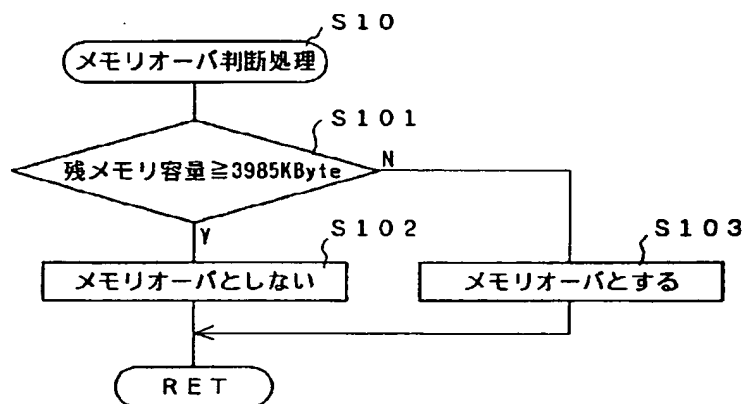 S10
メモリオーバ判断処理
S101
残メモリ容量≧3985KByte
N
Y
S102
S103
メモリオーバとしない
メモリオーバとする
RET